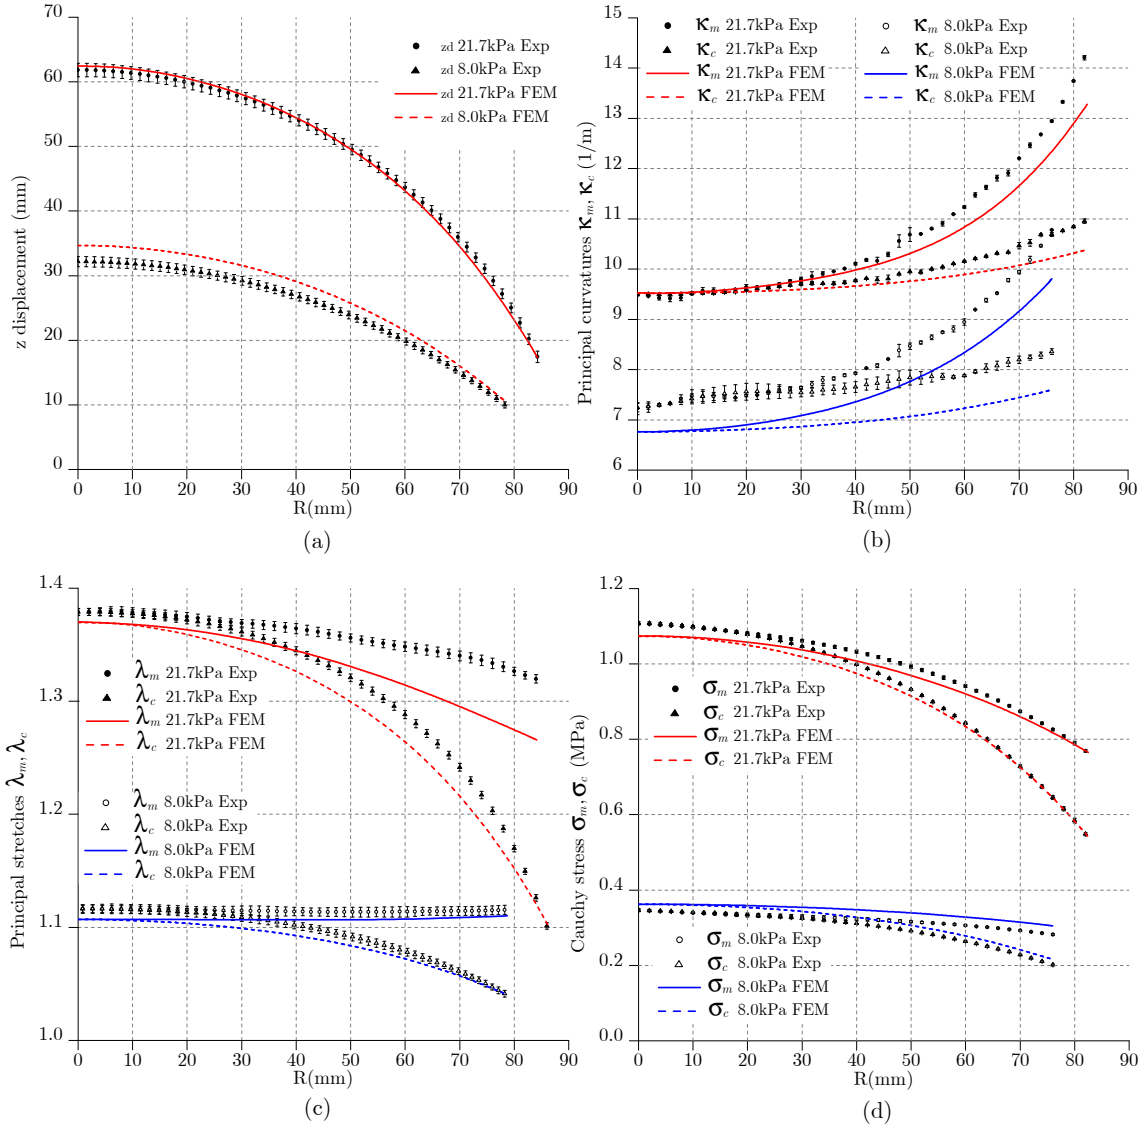 70
60
50
40
30
20
10
0
z displacement (mm)
zd 21.7kPa Exp
zd 8.0kPa Exp
zd 21.7kPa FEM
zd 8.0kPa FEM
0 10 20 30 40 50 60 70 80 90
R(mm)
(a)
15
14
13
12
11
10
9
8
7
6
Principal curvatures κm, κc (1/m)
κm 21.7kPa Exp
κc 21.7kPa Exp
κm 21.7kPa FEM
κc 21.7kPa FEM
κm 8.0kPa Exp
κc 8.0kPa Exp
κm 8.0kPa FEM
κc 8.0kPa FEM
0 10 20 30 40 50 60 70 80 90
R(mm)
(b)
1.4
1.3
1.2
1.1
1.0
Principal stretches λm, λc
λm 21.7kPa Exp
λc 21.7kPa Exp
λm 21.7kPa FEM
λc 21.7kPa FEM
λm 8.0kPa Exp
λc 8.0kPa Exp
λm 8.0kPa FEM
λc 8.0kPa FEM
0 10 20 30 40 50 60 70 80 90
R(mm)
(c)
1.2
1.0
0.8
0.6
0.4
0.2
0.0
Cauchy stress σm, σc (MPa)
σm 21.7kPa Exp
σc 21.7kPa Exp
σm 21.7kPa FEM
σc 21.7kPa FEM
σm 8.0kPa Exp
σc 8.0kPa Exp
σm 8.0kPa FEM
σc 8.0kPa FEM
0 10 20 30 40 50 60 70 80 90
R(mm)
(d)